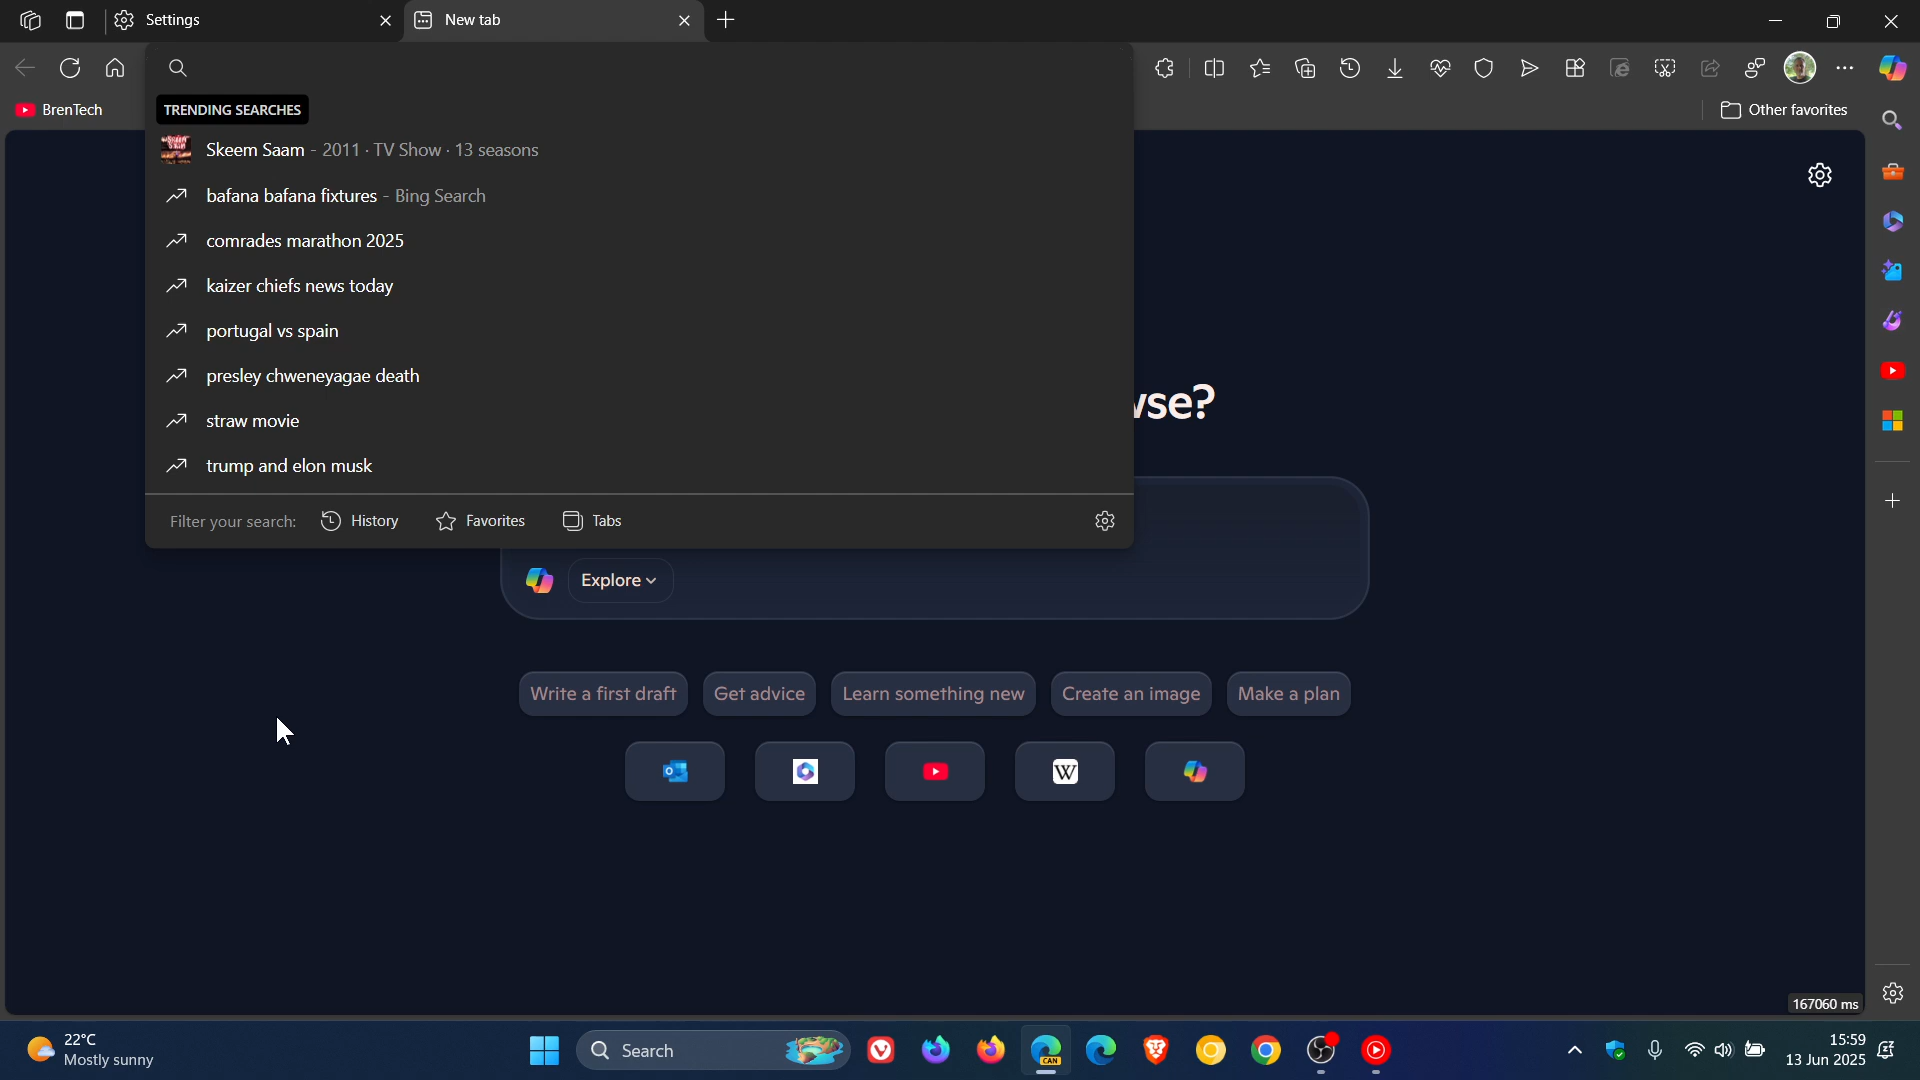 Settings
New tab
BrenTech
Other favorites
TRENDING SEARCHES
Skeem Saam - 2011 · TV Show · 13 seasons
bafana bafana fixtures - Bing Search
comrades marathon 2025
kaizer chiefs news today
portugal vs spain
presley chweneyagae death
straw movie
trump and elon musk
Filter your search: History Favorites Tabs
wse?
Explore
Write a first draft
Get advice
Learn something new
Create an image
Make a plan
W
167060 ms
22°C
Mostly sunny
Search
CAN
15:59
13 Jun 2025